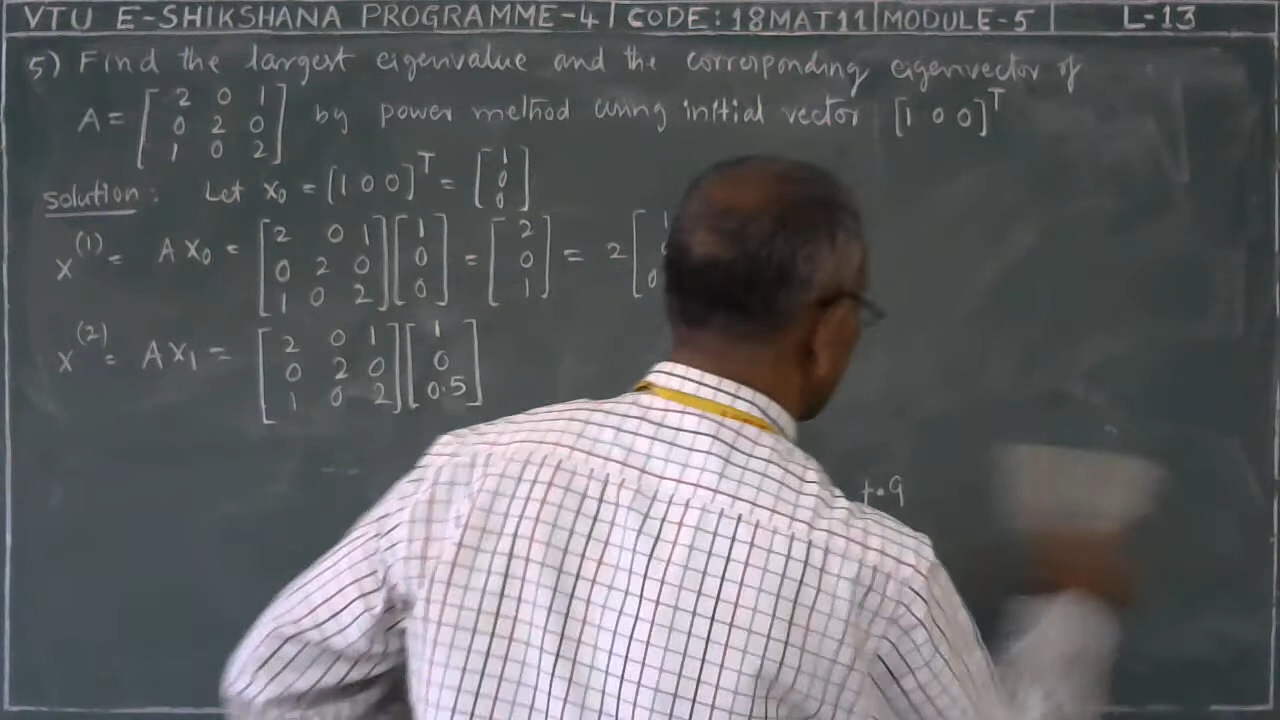 VTU E-SHIKSHANA PROGRAMME-4 | CODE: 18MAT11 | MODULE-5 | L-13
5) Find the largest eigenvalue and the corresponding eigenvector of
A = [ 2 0 1 ; 0 2 0 ; 1 0 2 ] by power method using initial vector [1 0 0]^T
Solution: Let x₀ = [1 0 0]^T = [ 1 ; 0 ; 0 ]
x^(1) = A x₀ = [ 2 0 1 ; 0 2 0 ; 1 0 2 ] [ 1 ; 0 ; 0 ] = [ 2 ; 0 ; 1 ] = 2 [ 1
x^(2) = A x₁ = [ 2 0 1 ; 0 2 0 ; 1 0 2 ] [ 1 ; 0 ; 0.5 ]